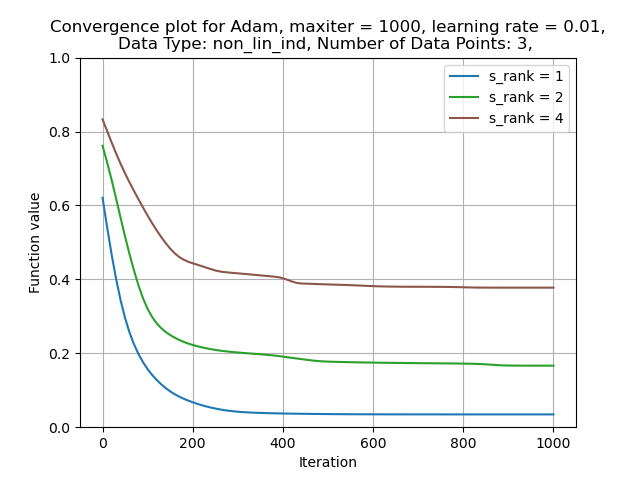 Convergence plot for Adam, maxiter = 1000, learning rate = 0.01,
Data Type: non_lin_ind, Number of Data Points: 3,
1.0
s_rank = 1
s_rank = 2
s_rank = 4
0.8
0.6
Function value
0.4
0.2
0.0
0 200 400 600 800 1000
Iteration